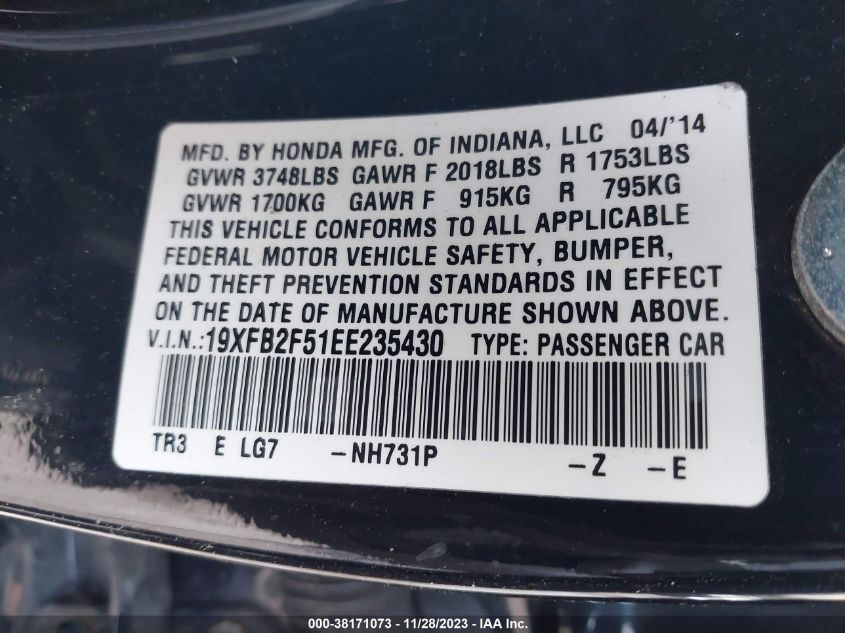 MFD. BY HONDA MFG. OF INDIANA, LLC 04/'14
GVWR 3748LBS GAWR F 2018LBS R 1753LBS
GVWR 1700KG GAWR F 915KG R 795KG
THIS VEHICLE CONFORMS TO ALL APPLICABLE
FEDERAL MOTOR VEHICLE SAFETY, BUMPER,
AND THEFT PREVENTION STANDARDS IN EFFECT
ON THE DATE OF MANUFACTURE SHOWN ABOVE.
V.I.N.:19XFB2F51EE235430 TYPE: PASSENGER CAR
TR3 E LG7 -NH731P -Z -E
000-38171073 — 11/28/2023 — IAA Inc.